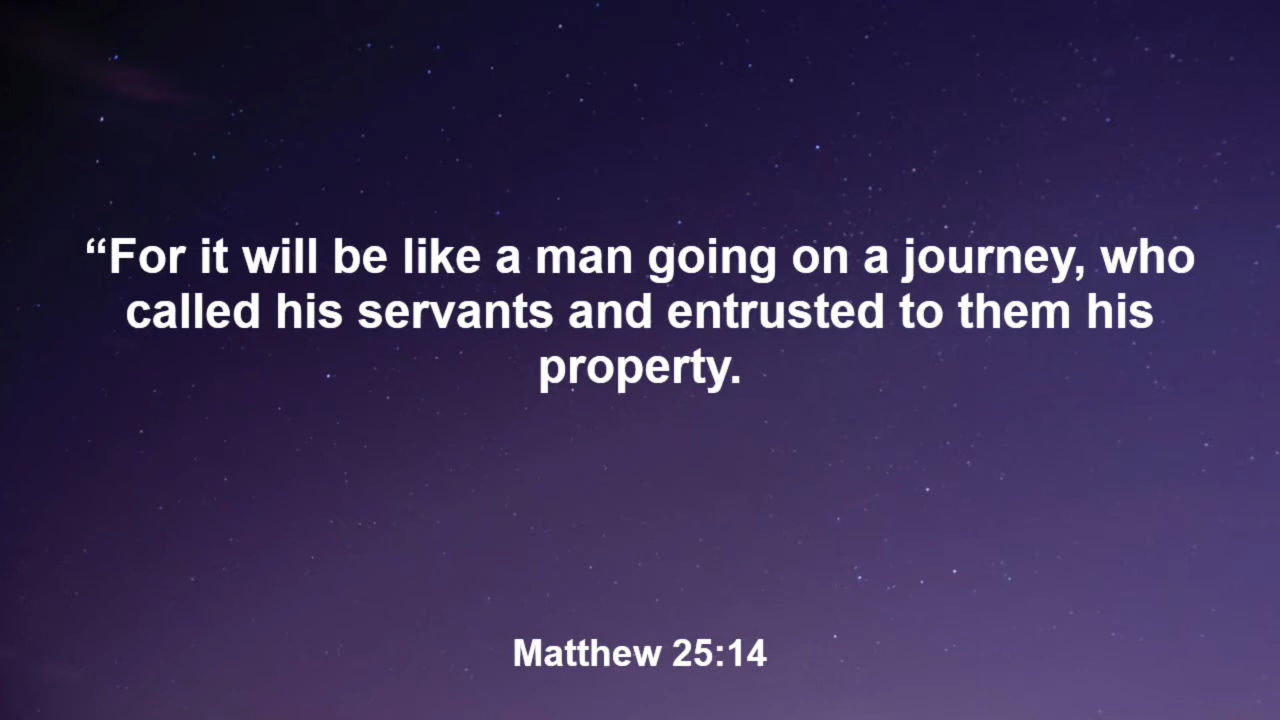 “For it will be like a man going on a journey, who
called his servants and entrusted to them his
property.
Matthew 25:14